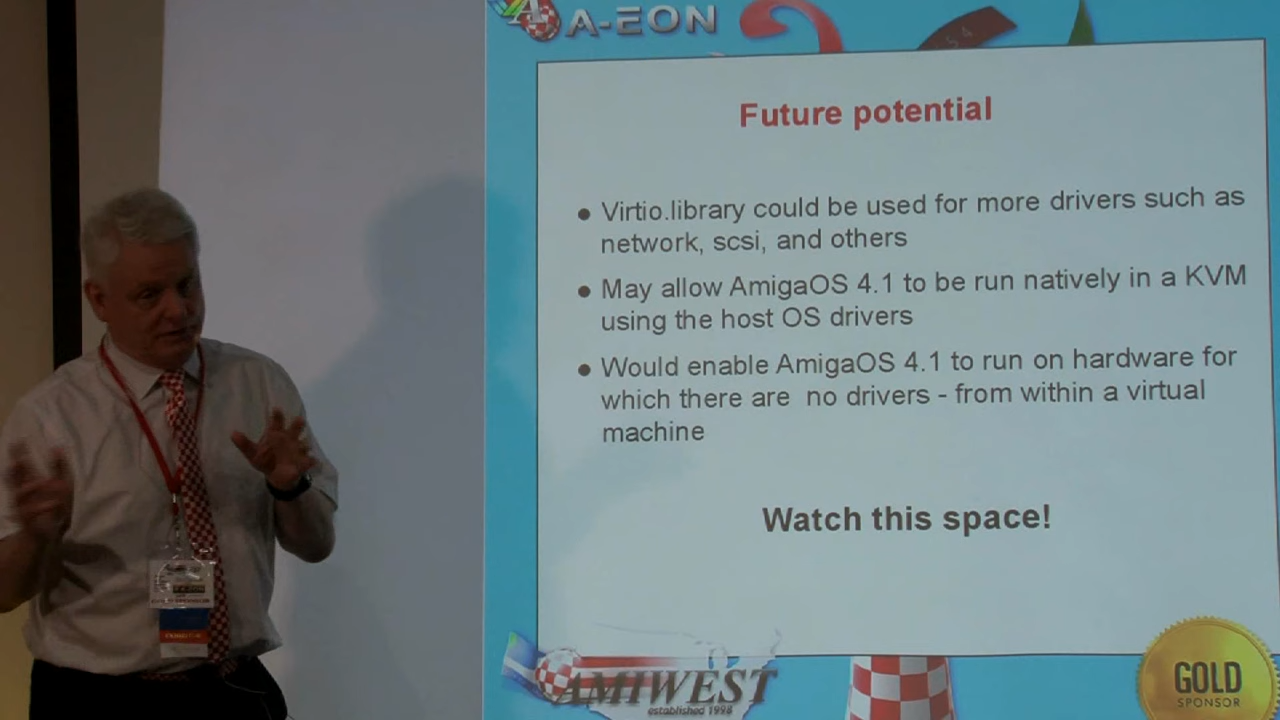 A-EON
S4
Future potential
● Virtio.library could be used for more drivers such as
network, scsi, and others
● May allow AmigaOS 4.1 to be run natively in a KVM
using the host OS drivers
● Would enable AmigaOS 4.1 to run on hardware for
which there are no drivers - from within a virtual
machine
Watch this space!
AMIWEST
established 1998
GOLD
SPONSOR